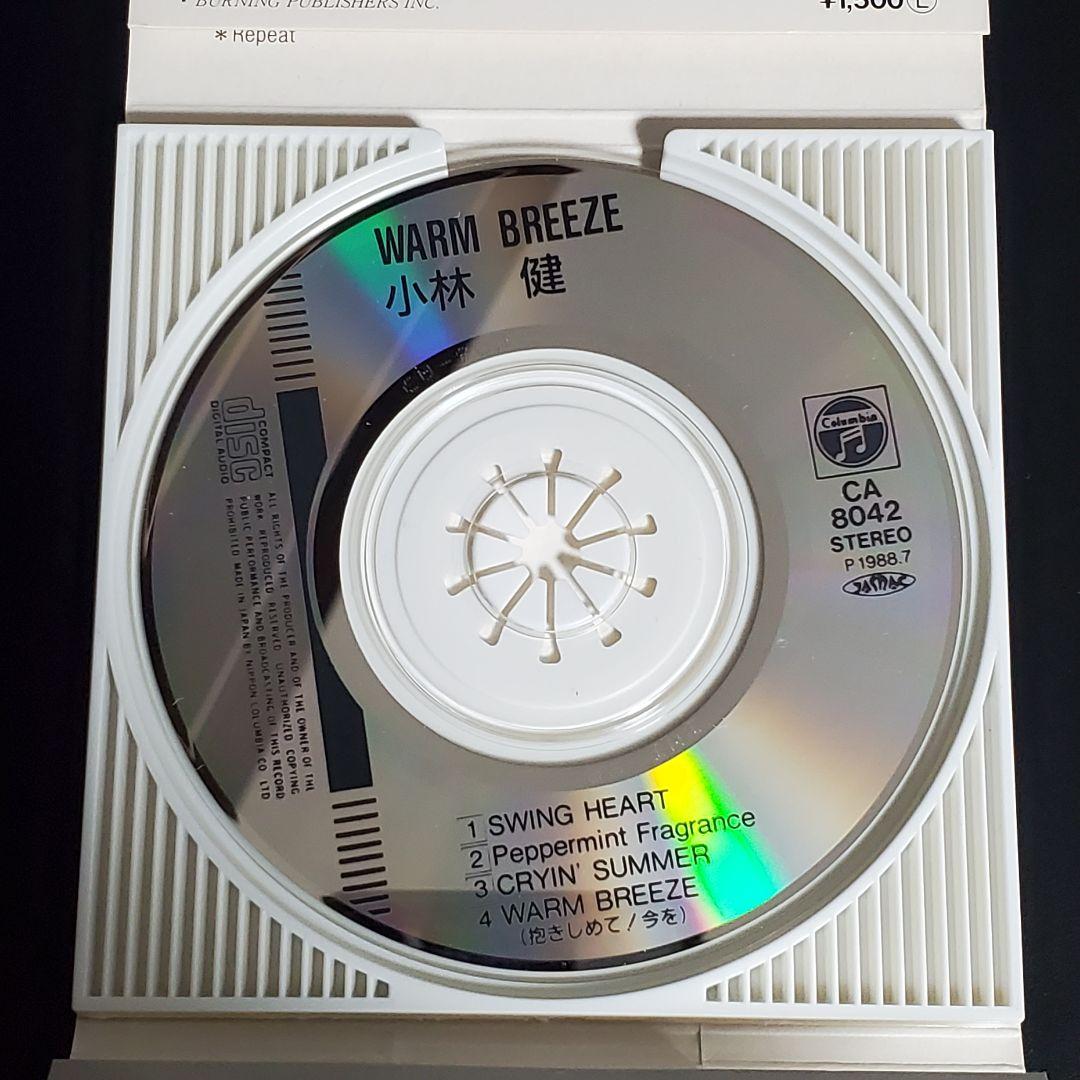 BURNING PUBLISHERS INC.
¥1,300 Ⓛ
*Repeat
WARM BREEZE
小林 健
COMPACT
disc
DIGITAL AUDIO
ALL RIGHTS OF THE PRODUCER AND OF THE OWNER OF THE
WORK REPRODUCED RESERVED. UNAUTHORIZED COPYING
PUBLIC PERFORMANCE AND BROADCASTING OF THIS RECORD
PROHIBITED MADE IN JAPAN BY NIPPON COLUMBIA CO LTD
Columbia
CA
8042
STEREO
P 1988.7
JASRAC
1 SWING HEART
2 Peppermint Fragrance
3 CRYIN' SUMMER
4 WARM BREEZE
(抱きしめて!今を)